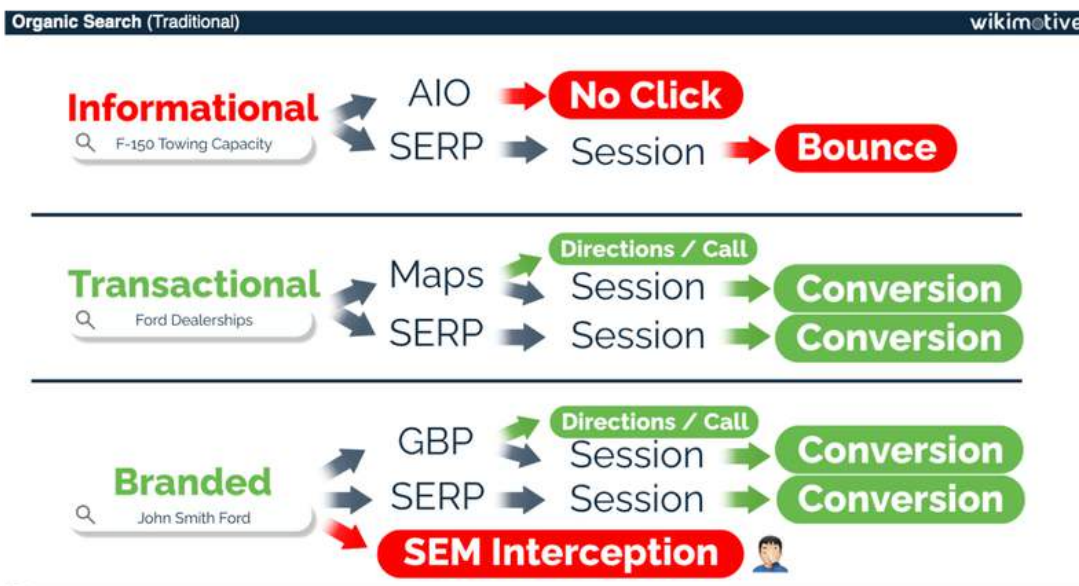 Organic Search (Traditional)
wikimotive
Informational
F-150 Towing Capacity
AIO
No Click
SERP
Session
Bounce
Transactional
Ford Dealerships
Maps
Directions / Call
Session
Conversion
SERP
Session
Conversion
Branded
John Smith Ford
GBP
Directions / Call
Session
Conversion
SERP
Session
Conversion
SEM Interception